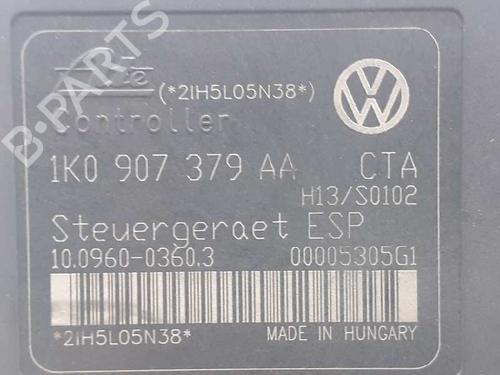 Ate (*2IH5L05N38*)
Controller
1K0 907 379 AA CTA
H13/S0102
Steuergeraet ESP
10.0960-0360.3 00005305G1
*2IH5L05N38* MADE IN HUNGARY
B-PARTS